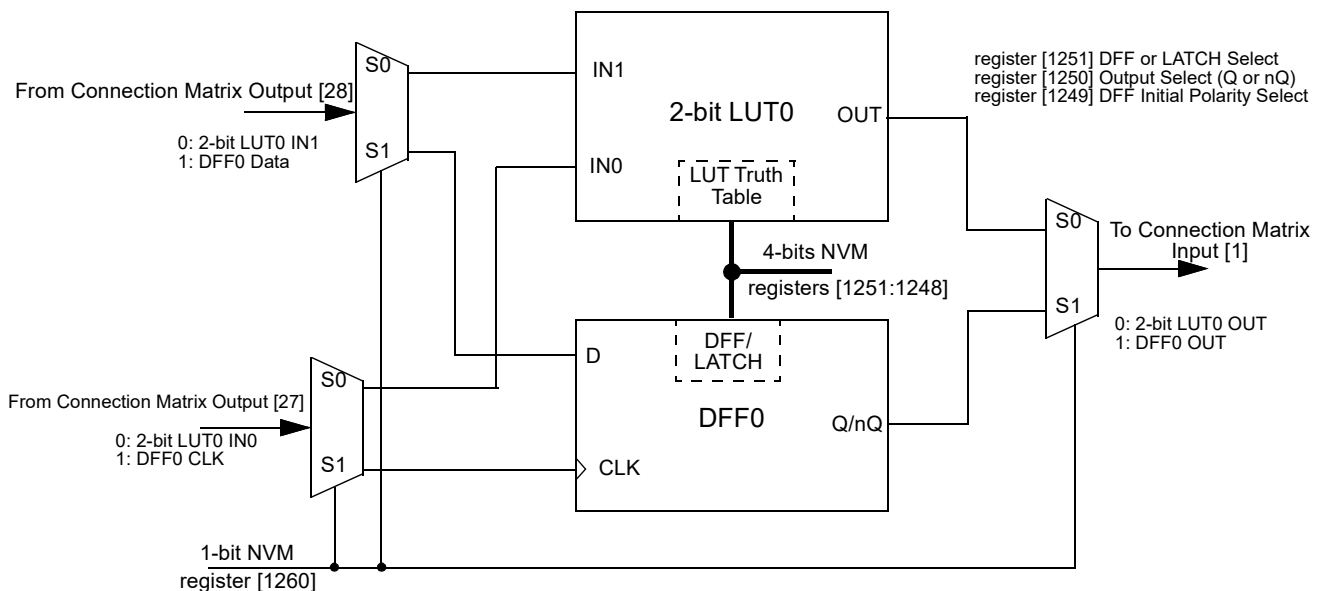 S0
From Connection Matrix Output [28]
0: 2-bit LUT0 IN1
1: DFF0 Data
S1
IN1
2-bit LUT0
OUT
IN0
LUT Truth
Table
register [1251] DFF or LATCH Select
register [1250] Output Select (Q or nQ)
register [1249] DFF Initial Polarity Select
4-bits NVM
registers [1251:1248]
S0
To Connection Matrix
Input [1]
S1
0: 2-bit LUT0 OUT
1: DFF0 OUT
D
DFF/
LATCH
DFF0
Q/nQ
CLK
S0
From Connection Matrix Output [27]
0: 2-bit LUT0 IN0
1: DFF0 CLK
S1
1-bit NVM
register [1260]